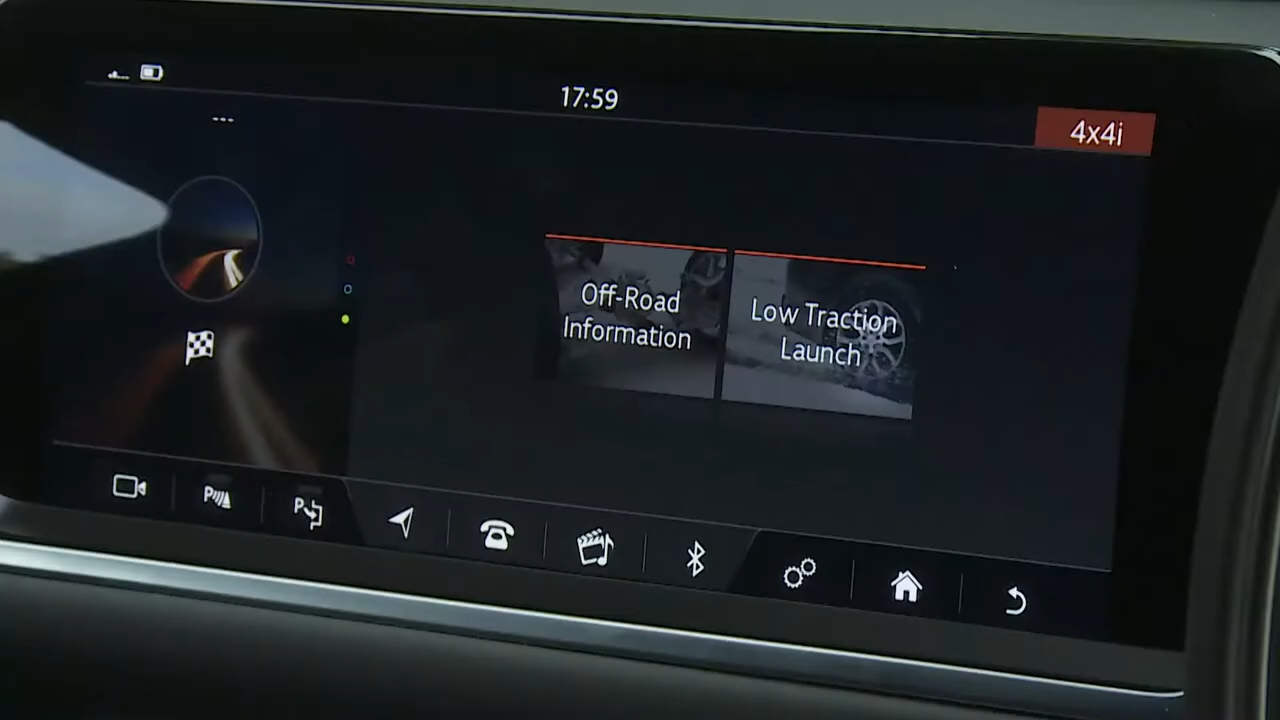 17:59
---
4x4i
Off-Road
Information
Low Traction
Launch
P
P